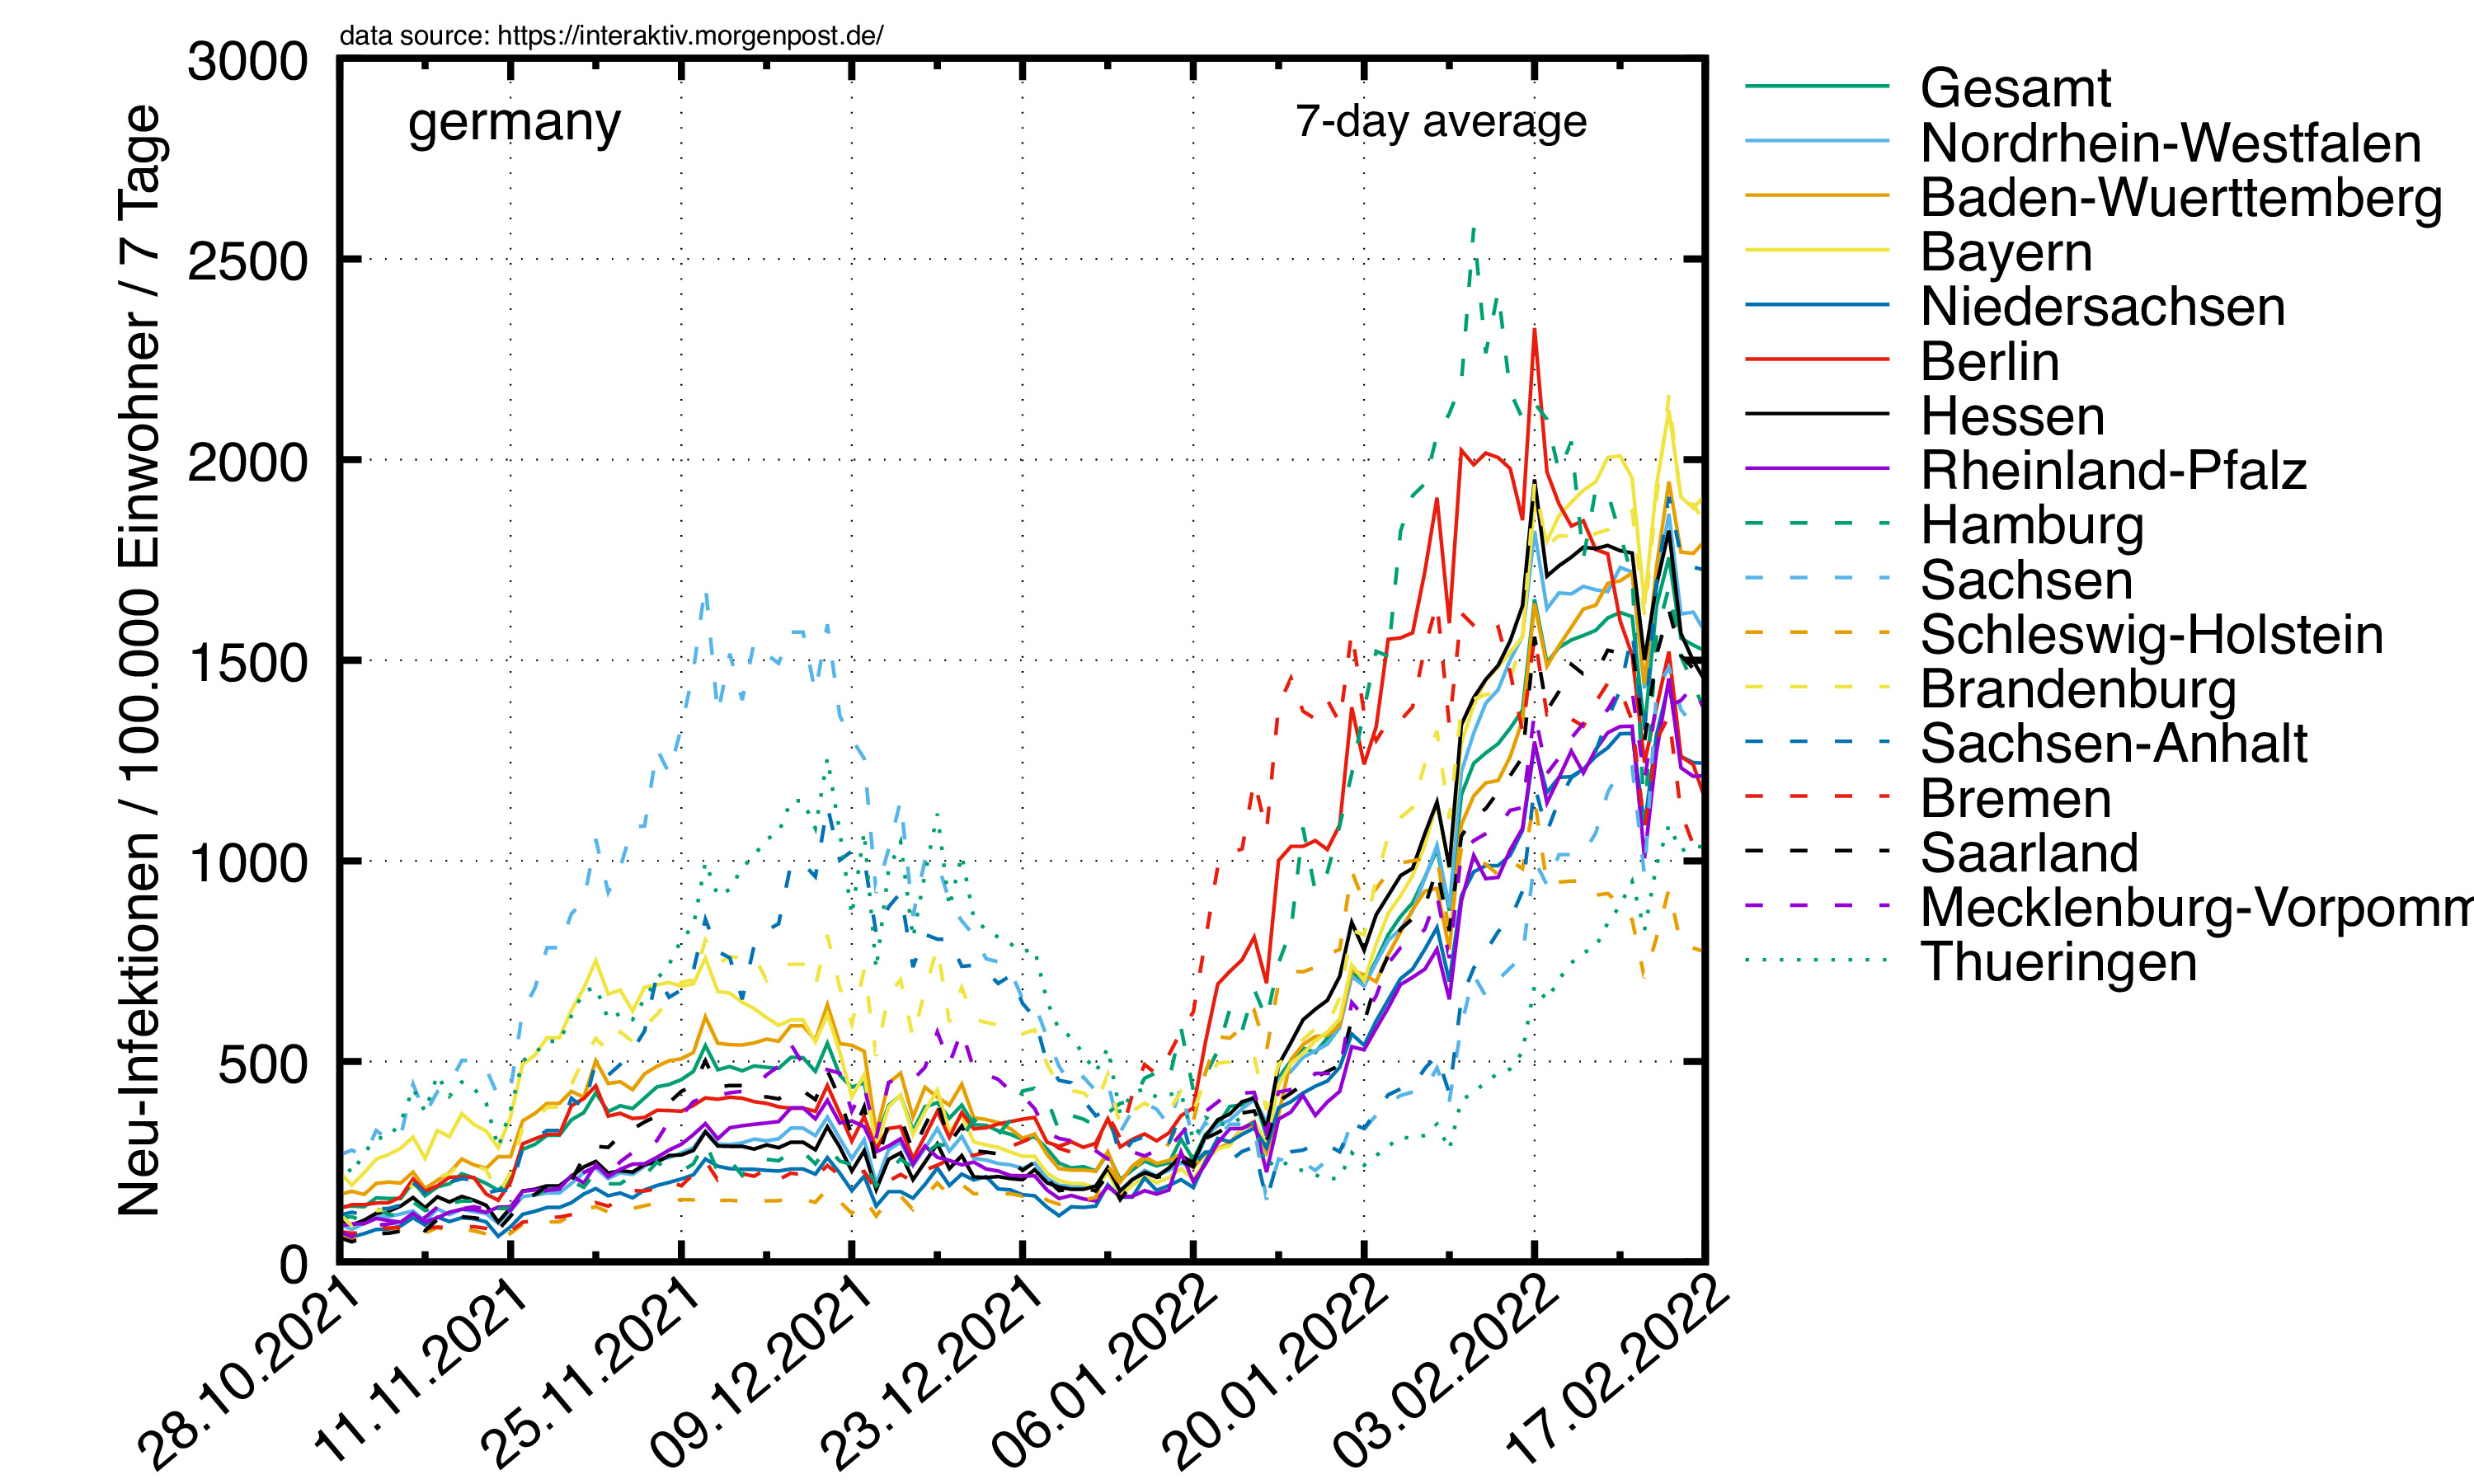 data source: https://interaktiv.morgenpost.de/
germany
7-day average
Neu-Infektionen / 100.000 Einwohner / 7 Tage
3000
2500
2000
1500
1000
500
0
28.10.2021
11.11.2021
25.11.2021
09.12.2021
23.12.2021
06.01.2022
20.01.2022
03.02.2022
17.02.2022
Gesamt
Nordrhein-Westfalen
Baden-Wuerttemberg
Bayern
Niedersachsen
Berlin
Hessen
Rheinland-Pfalz
Hamburg
Sachsen
Schleswig-Holstein
Brandenburg
Sachsen-Anhalt
Bremen
Saarland
Mecklenburg-Vorpomm
Thueringen